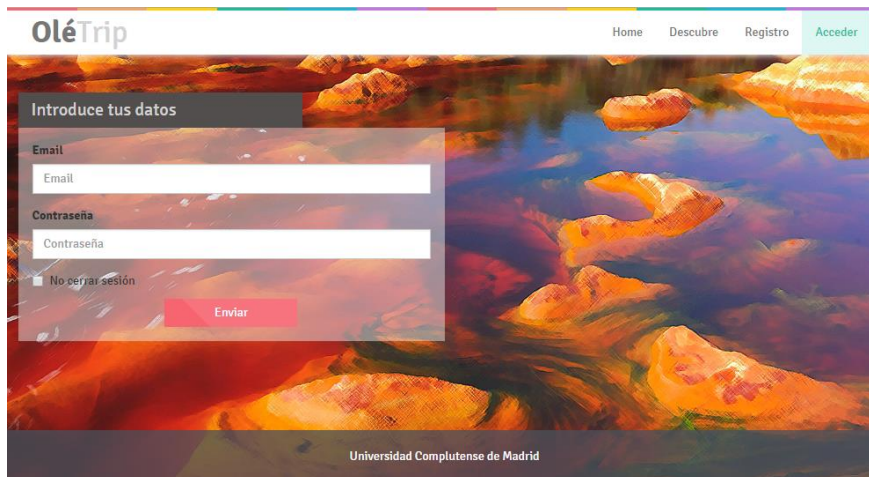 OléTrip
Home Descubre Registro Acceder
Introduce tus datos
Email
Email
Contraseña
Contraseña
No cerrar sesión
Enviar
Universidad Complutense de Madrid